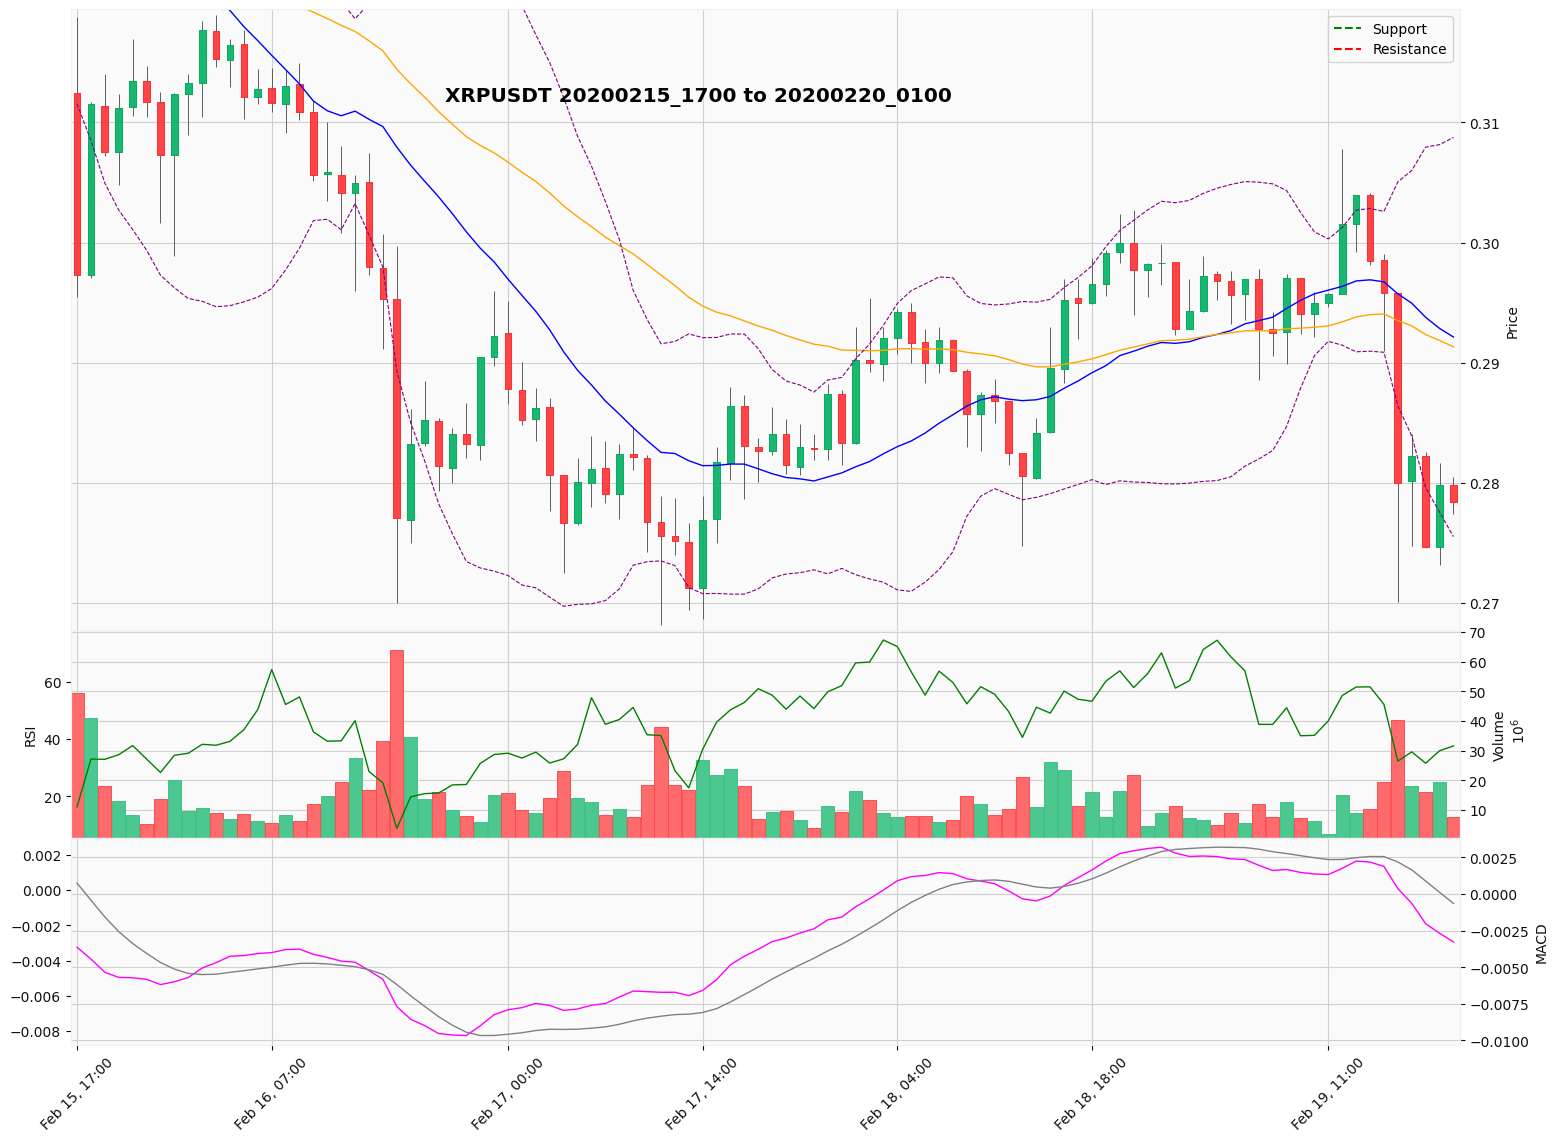 Support
Resistance
XRPUSDT 20200215_1700 to 20200220_0100
0.31
0.30
0.29
0.28
0.27
Price
70
60
50
40
30
20
10
Volume
10^6
60
40
20
RSI
0.002
0.000
−0.002
−0.004
−0.006
−0.008
0.0025
0.0000
−0.0025
−0.0050
−0.0075
−0.0100
MACD
Feb 15, 17:00
Feb 16, 07:00
Feb 17, 00:00
Feb 17, 14:00
Feb 18, 04:00
Feb 18, 18:00
Feb 19, 11:00